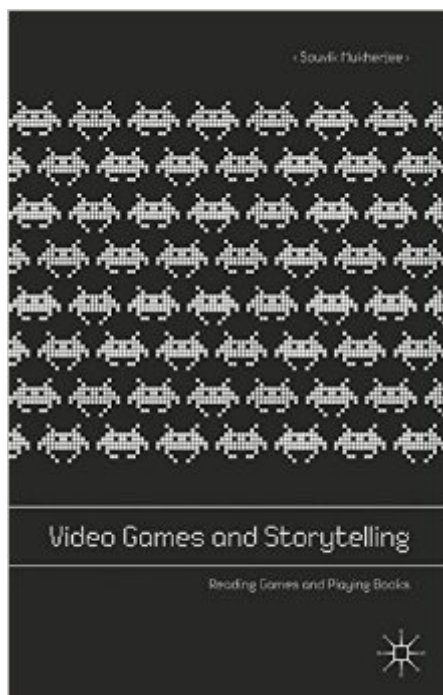 ‹ Souvik Mukherjee ›
Video Games and Storytelling
Reading Games and Playing Books